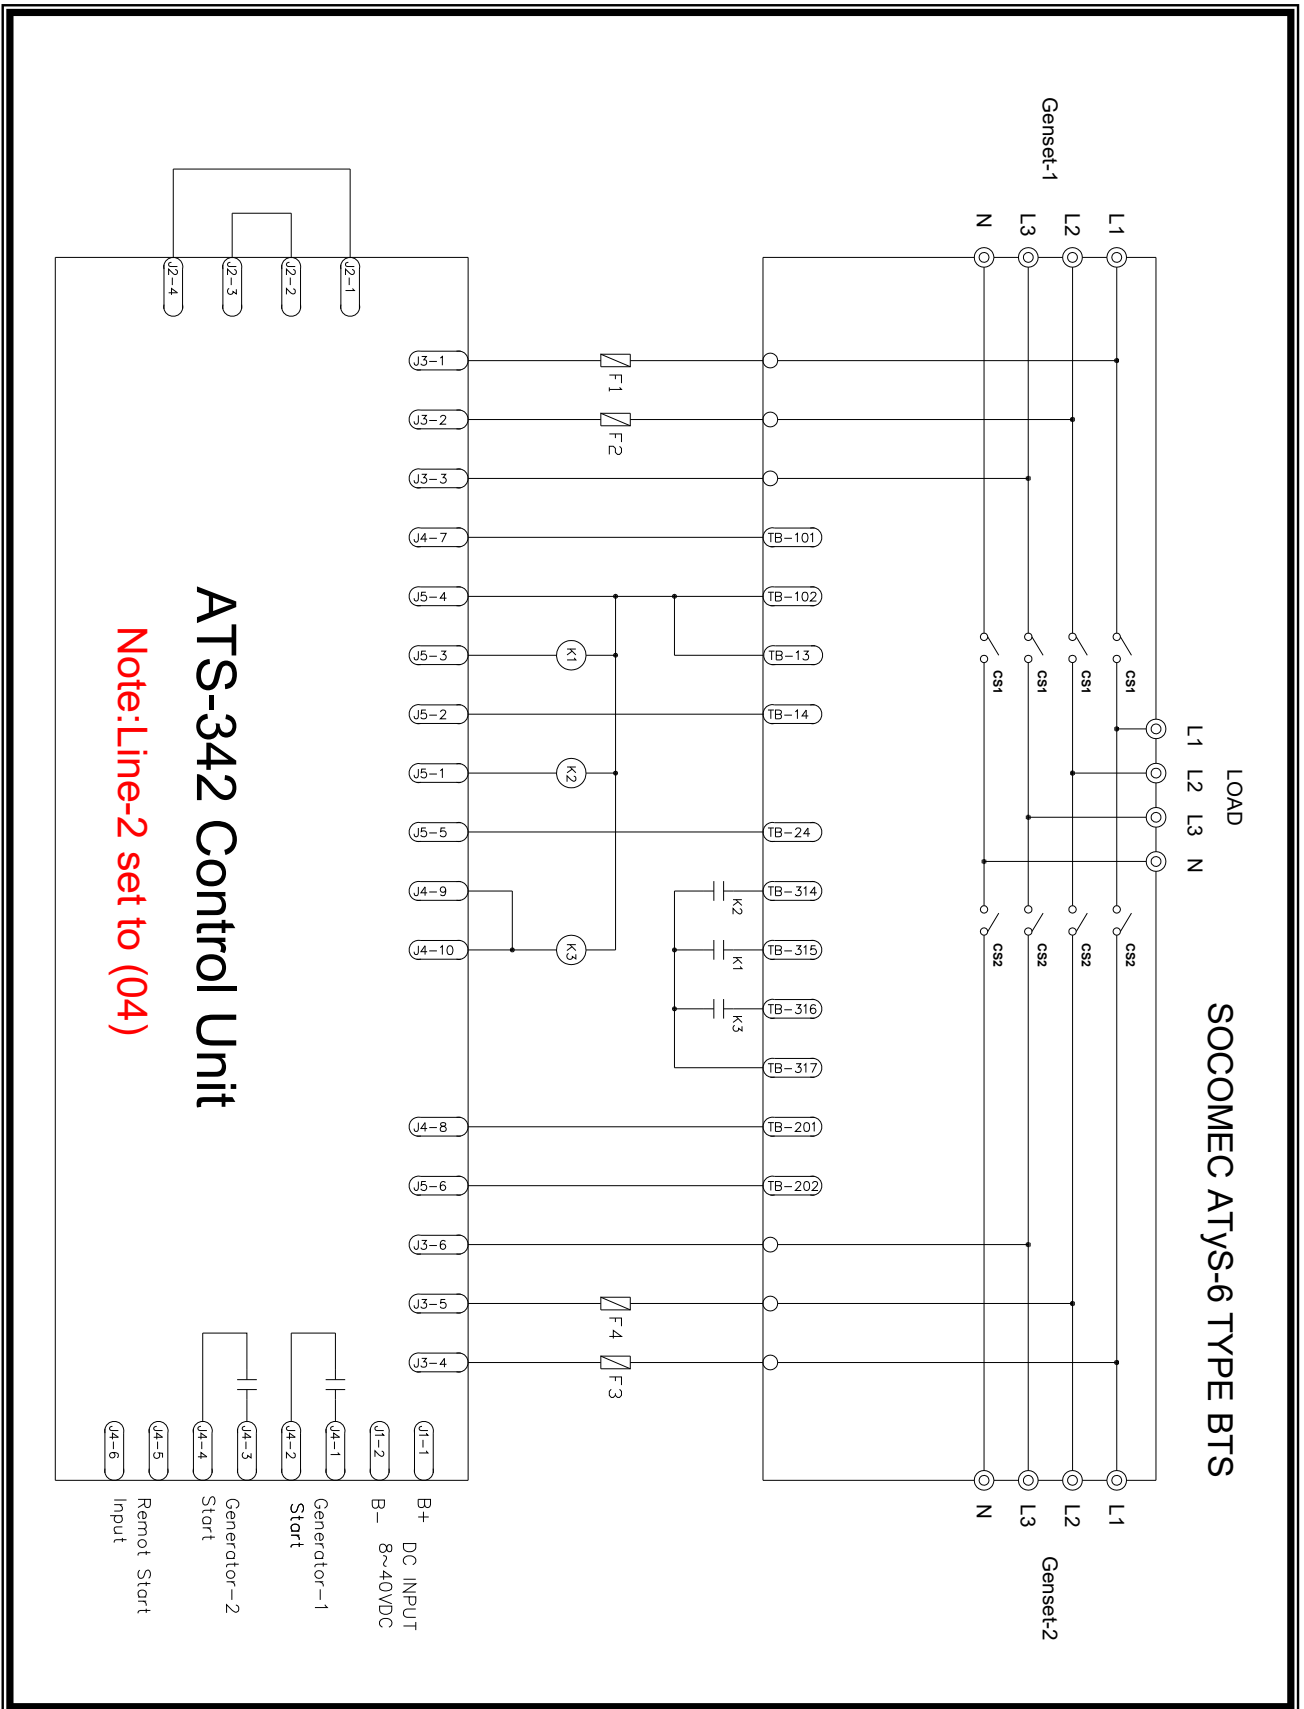 SOCOMEC ATyS-6 TYPE BTS
LOAD
L1 L2 L3 N
Genset-1
L1
L2
L3
N
Genset-2
L1
L2
L3
N
CS1
CS1
CS1
CS1
CS2
CS2
CS2
CS2
TB-101
TB-102
TB-13
TB-14
TB-24
TB-314
TB-315
TB-316
TB-317
TB-201
TB-202
K2
K1
K3
F1
F2
F4
F3
K1
K2
K3
J3-1
J3-2
J3-3
J4-7
J5-4
J5-3
J5-2
J5-1
J5-5
J4-9
J4-10
J4-8
J5-6
J3-6
J3-5
J3-4
J2-1
J2-2
J2-3
J2-4
ATS-342 Control Unit
Note:Line-2 set to (04)
J1-1 B+
J1-2 B-
DC INPUT
8~40VDC
J4-1
J4-2
Generator-1
Start
J4-3
J4-4
Generator-2
Start
J4-5
J4-6
Remot Start
Input